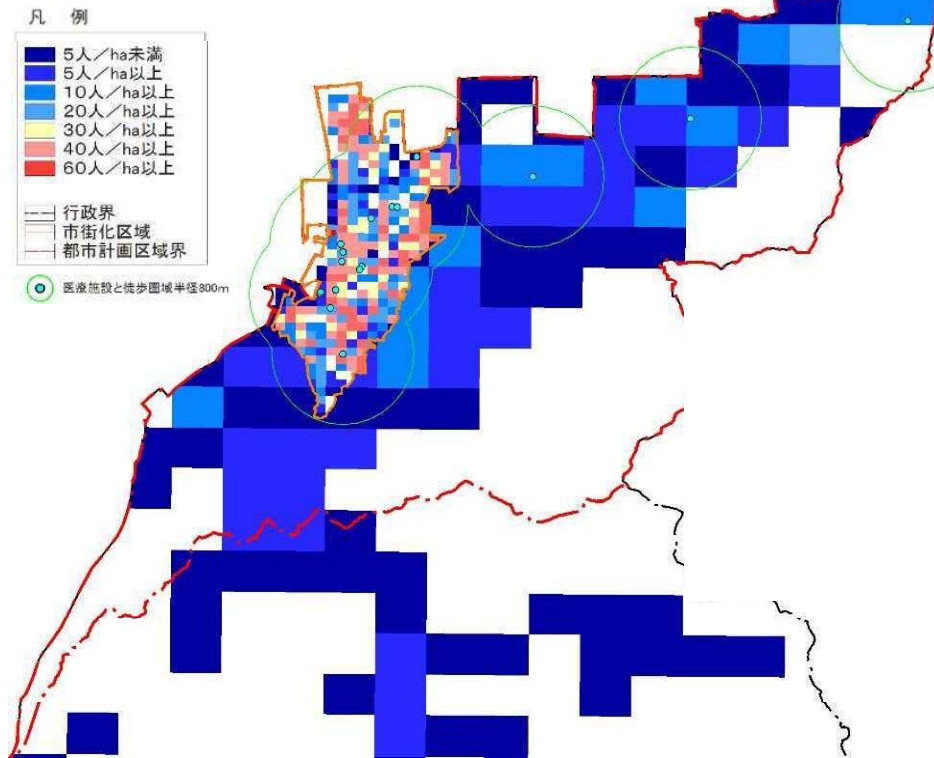 凡 例
5人/ha未満
5人/ha以上
10人/ha以上
20人/ha以上
30人/ha以上
40人/ha以上
60人/ha以上
行政界
市街化区域
都市計画区域界
医療施設と徒歩圏域半径800m